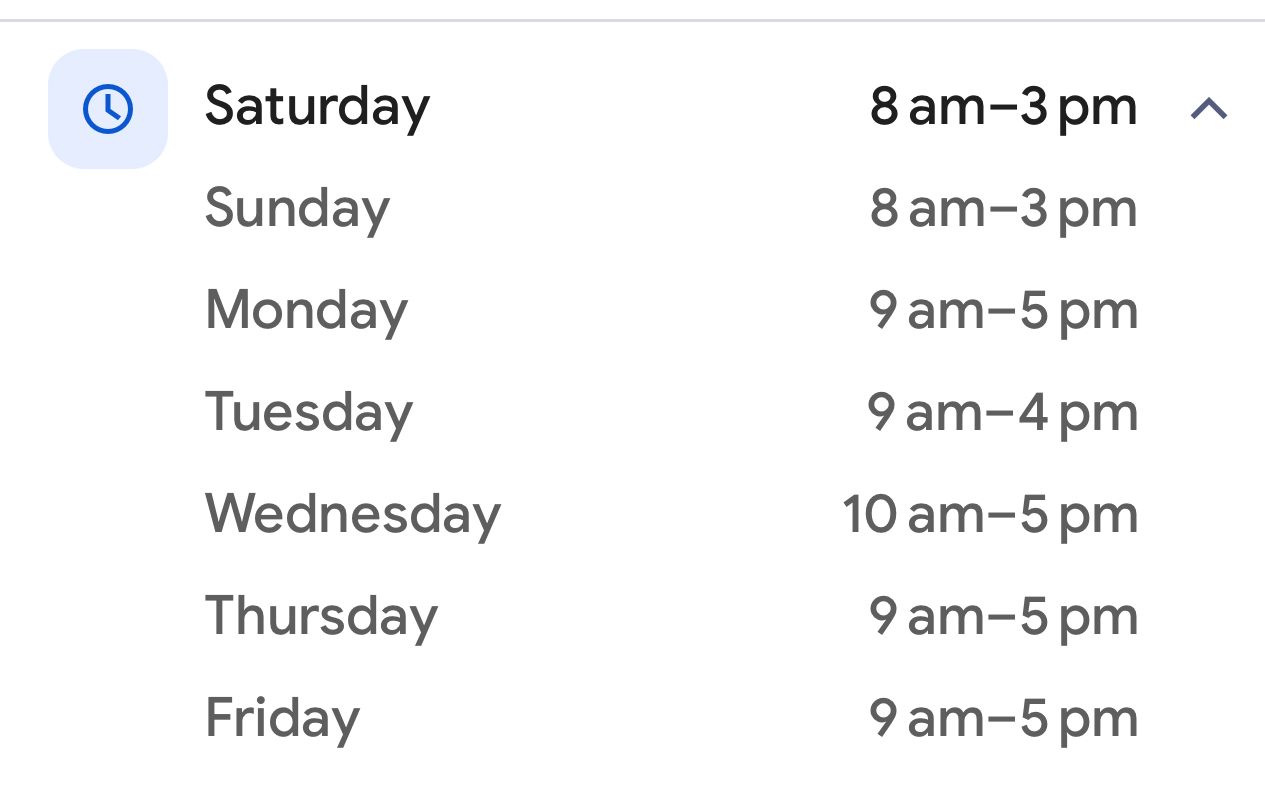 Saturday 8 am–3 pm
Sunday 8 am–3 pm
Monday 9 am–5 pm
Tuesday 9 am–4 pm
Wednesday 10 am–5 pm
Thursday 9 am–5 pm
Friday 9 am–5 pm